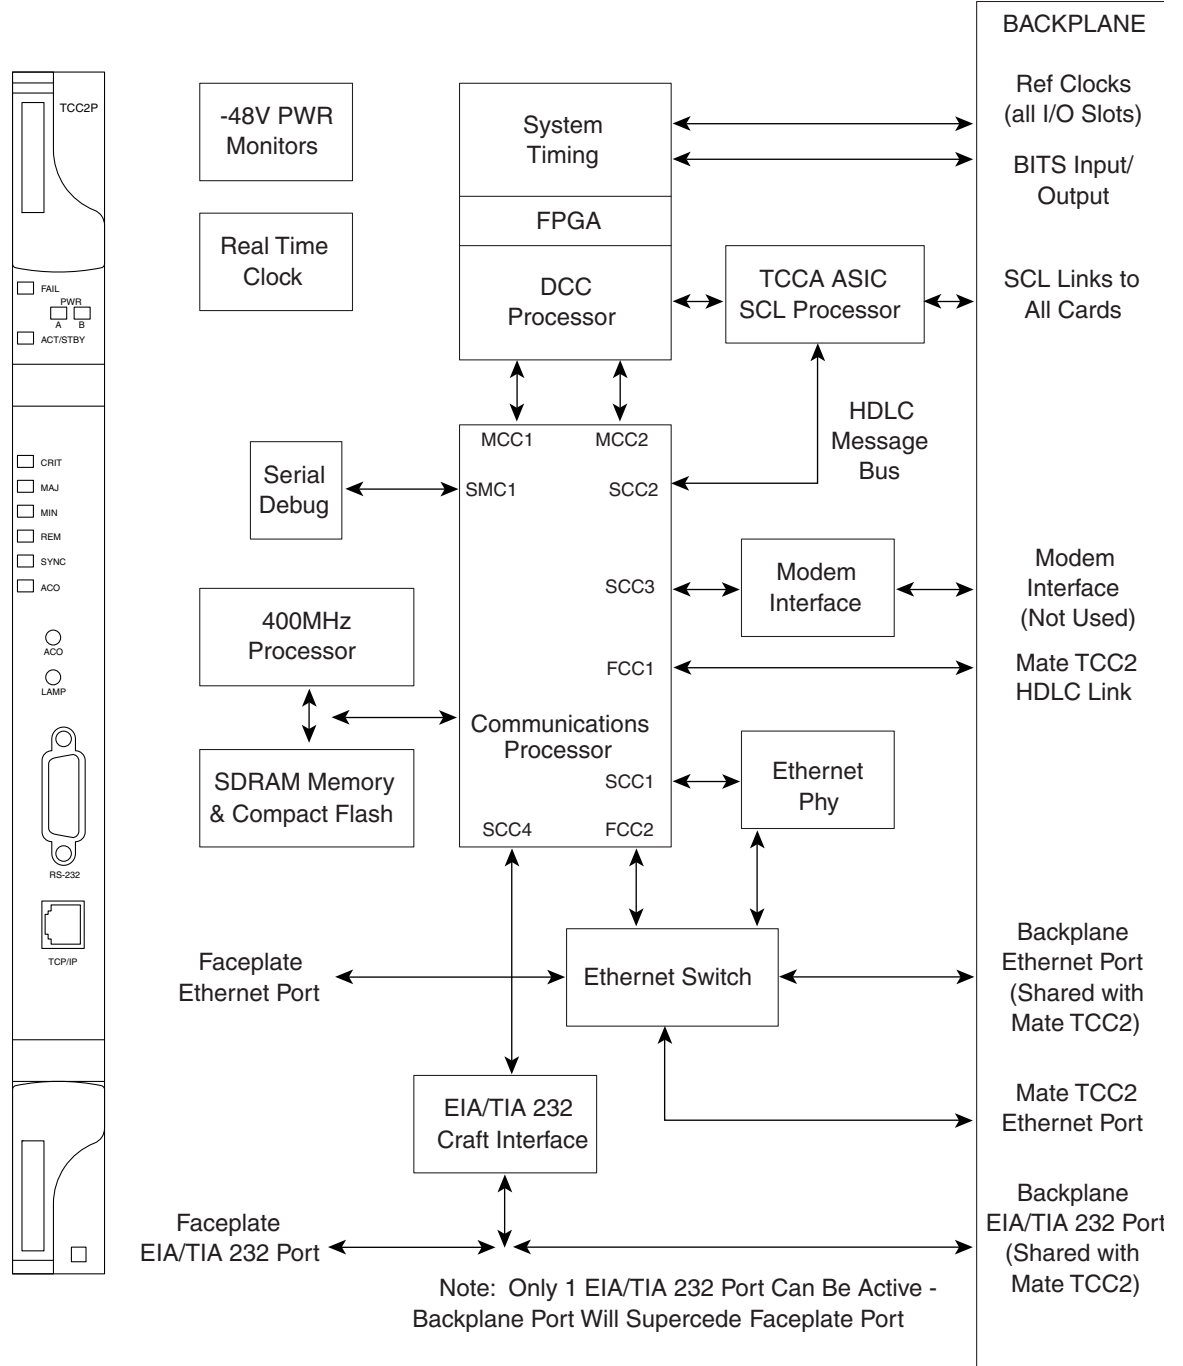 BACKPLANE
TCC2P
FAIL
PWR
A B
ACT/STBY
CRIT
MAJ
MIN
REM
SYNC
ACO
ACO
LAMP
RS-232
TCP/IP
-48V PWR
Monitors
Real Time
Clock
System
Timing
FPGA
DCC
Processor
TCCA ASIC
SCL Processor
Ref Clocks
(all I/O Slots)
BITS Input/
Output
SCL Links to
All Cards
HDLC
Message
Bus
Serial
Debug
MCC1
MCC2
SMC1
SCC2
SCC3
FCC1
Communications
Processor
SCC1
SCC4
FCC2
400MHz
Processor
SDRAM Memory
& Compact Flash
Modem
Interface
Modem
Interface
(Not Used)
Mate TCC2
HDLC Link
Ethernet
Phy
Faceplate
Ethernet Port
Ethernet Switch
Backplane
Ethernet Port
(Shared with
Mate TCC2)
EIA/TIA 232
Craft Interface
Mate TCC2
Ethernet Port
Faceplate
EIA/TIA 232 Port
Backplane
EIA/TIA 232 Port
(Shared with
Mate TCC2)
Note: Only 1 EIA/TIA 232 Port Can Be Active -
Backplane Port Will Supercede Faceplate Port